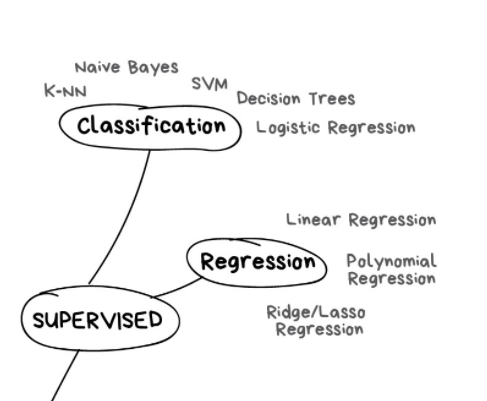 Naive Bayes
K-NN
SVM
Decision Trees
Classification
Logistic Regression
Linear Regression
Regression
Polynomial
Regression
Ridge/Lasso
Regression
SUPERVISED